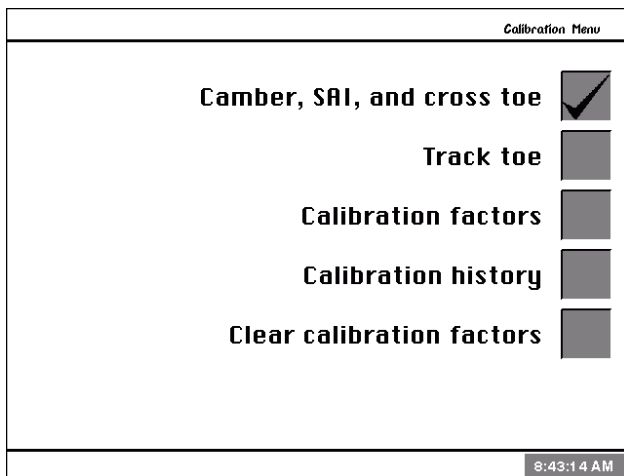 Calibration Menu
Camber, SAI, and cross toe
Track toe
Calibration factors
Calibration history
Clear calibration factors
8:43:14 AM